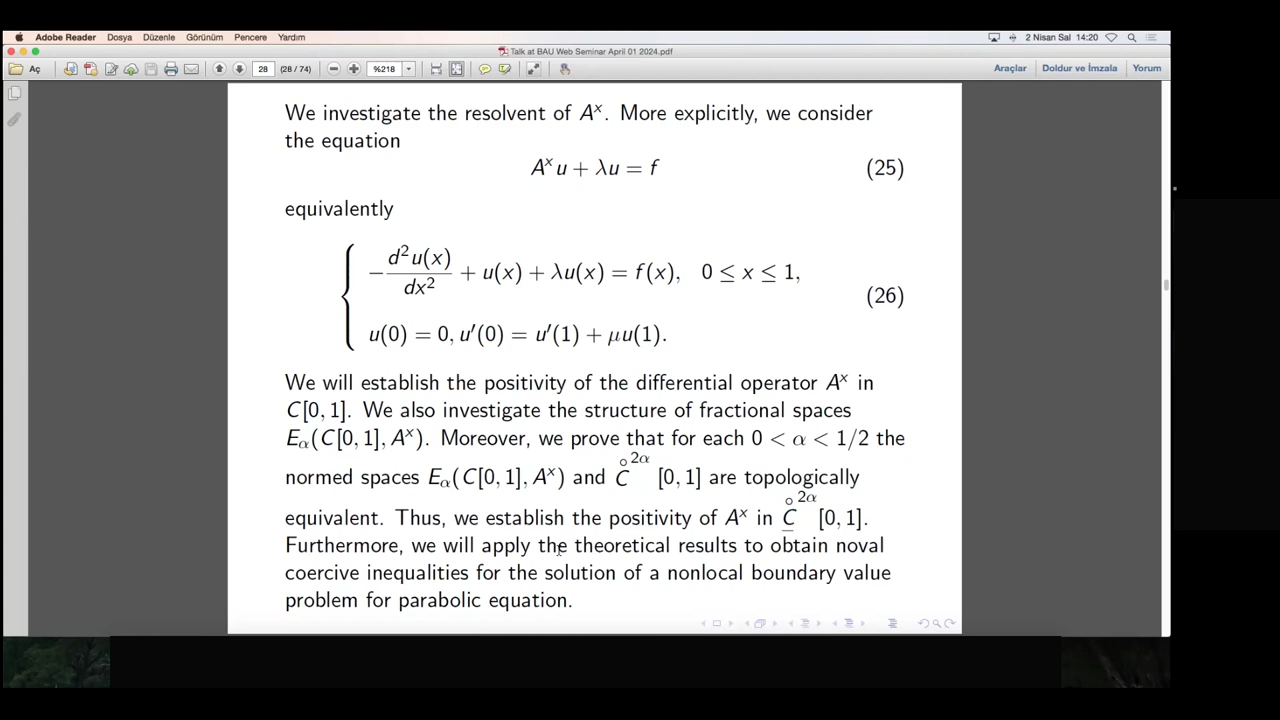 Adobe Reader Dosya Düzenle Görünüm Pencere Yardım 2 Nisan Sal 14:20
Talk at BAU Web Seminar April 01 2024.pdf
Aç 28 (28 / 74) %218 Araçlar Doldur ve İmzala Yorum
We investigate the resolvent of Aˣ. More explicitly, we consider
the equation
Aˣu + λu = f (25)
equivalently
− d²u(x)/dx² + u(x) + λu(x) = f(x), 0 ≤ x ≤ 1,
(26)
u(0) = 0, u′(0) = u′(1) + μu(1).
We will establish the positivity of the differential operator Aˣ in
C[0, 1]. We also investigate the structure of fractional spaces
E_α(C[0, 1], Aˣ). Moreover, we prove that for each 0 < α < 1/2 the
normed spaces E_α(C[0, 1], Aˣ) and C̊^{2α} [0, 1] are topologically
equivalent. Thus, we establish the positivity of Aˣ in C̊^{2α} [0, 1].
Furthermore, we will apply the theoretical results to obtain noval
coercive inequalities for the solution of a nonlocal boundary value
problem for parabolic equation.